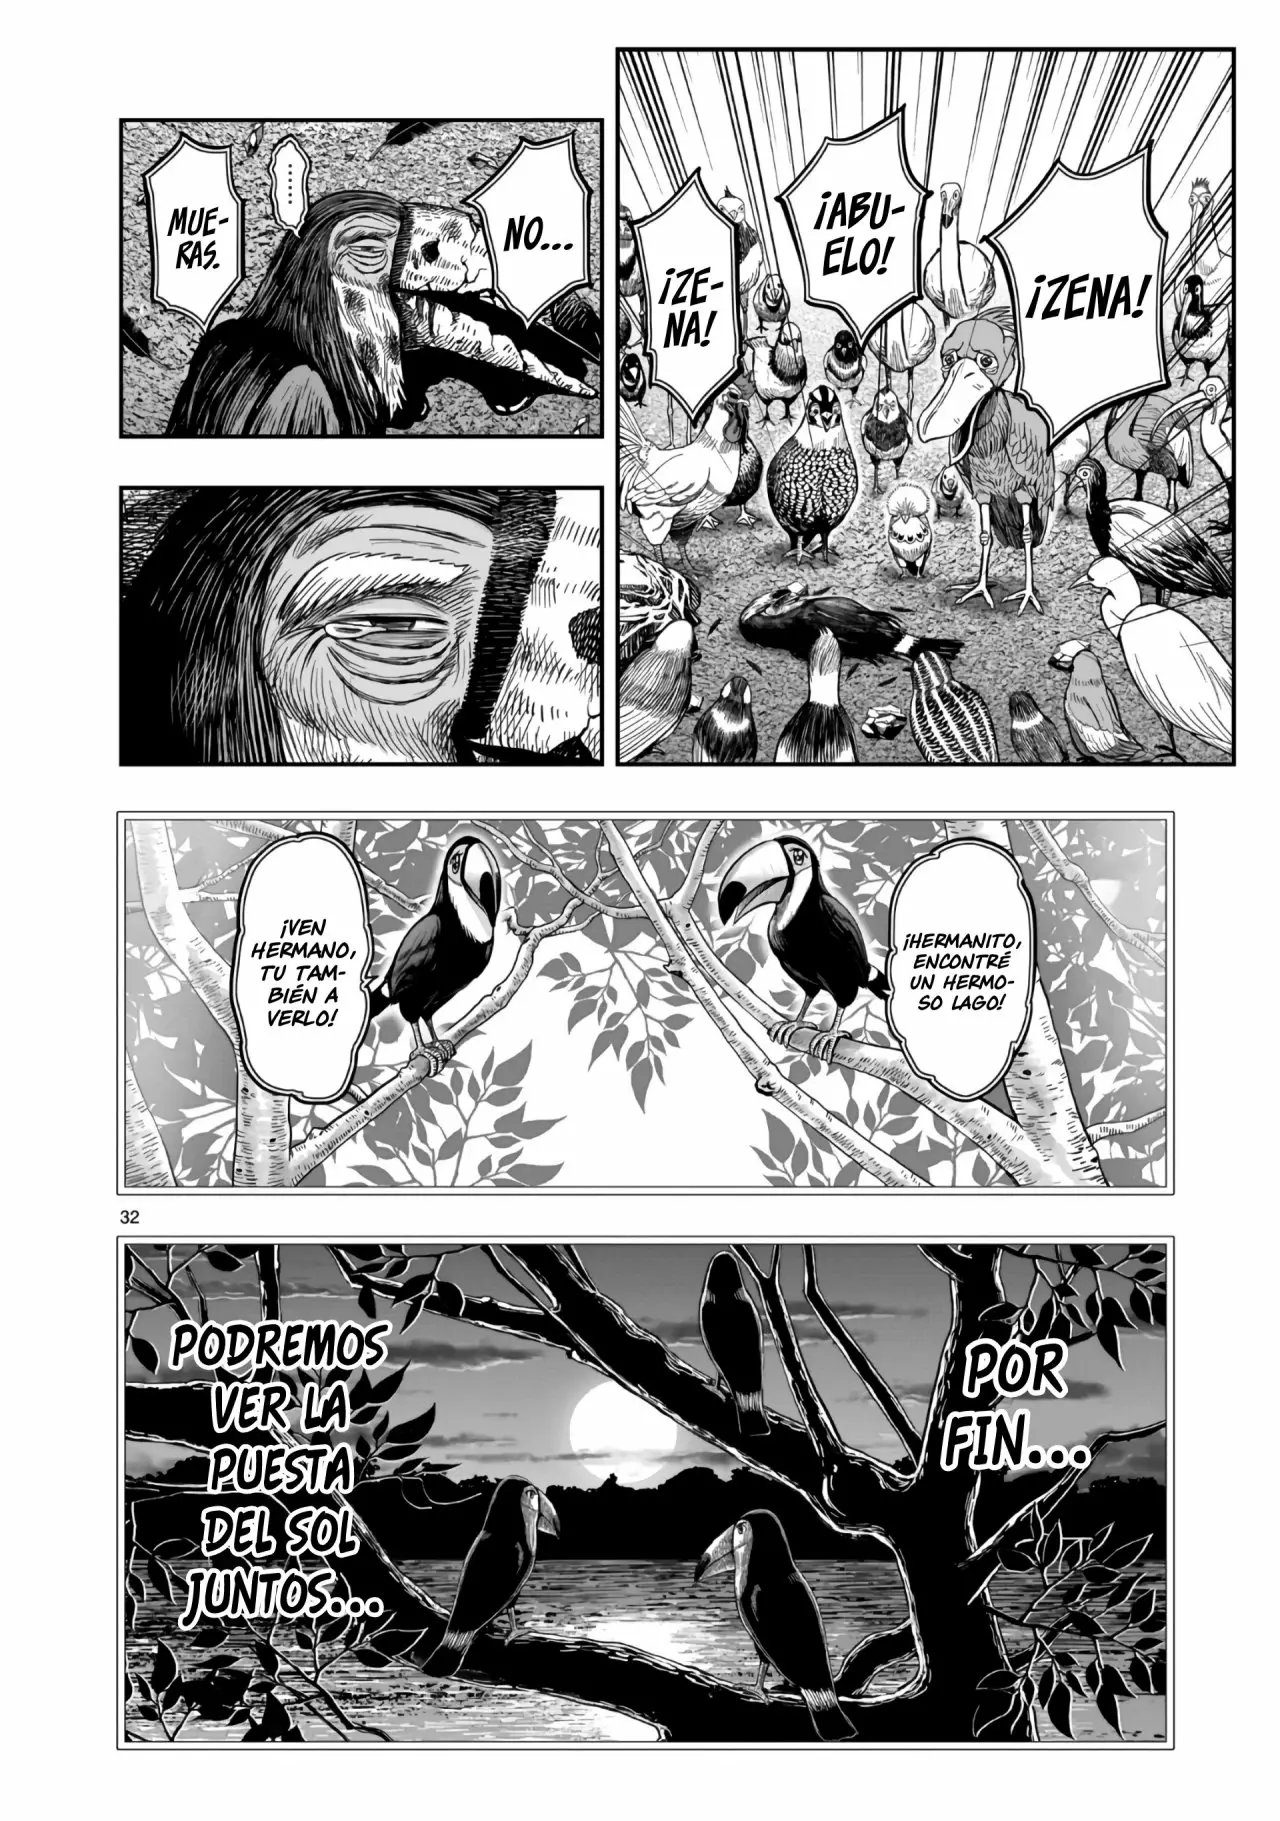 ¡ZENA!
¡ABU-
ELO!
¡ZE-
NA!
NO...
......
MUE-
RAS.
¡HERMANITO,
ENCONTRÉ
UN HERMO-
SO LAGO!
¡VEN
HERMANO,
TU TAM-
BIÉN A
VERLO!
32
POR
FIN...
PODREMOS
VER LA
PUESTA
DEL SOL
JUNTOS...